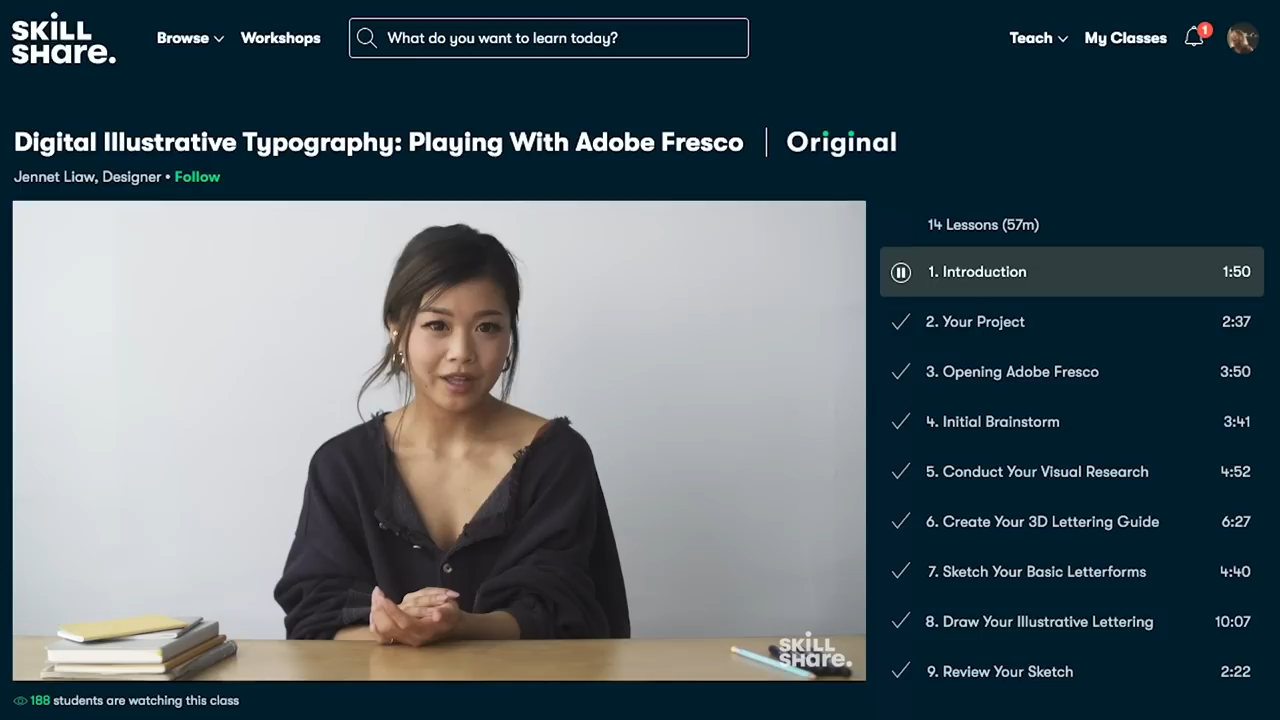 SKILL
SHare.
Browse
Workshops
What do you want to learn today?
Teach
My Classes
1
Digital Illustrative Typography: Playing With Adobe Fresco | Original
Jennet Liaw, Designer • Follow
14 Lessons (57m)
1. Introduction 1:50
2. Your Project 2:37
3. Opening Adobe Fresco 3:50
4. Initial Brainstorm 3:41
5. Conduct Your Visual Research 4:52
6. Create Your 3D Lettering Guide 6:27
7. Sketch Your Basic Letterforms 4:40
8. Draw Your Illustrative Lettering 10:07
9. Review Your Sketch 2:22
SKILL
SHare.
188 students are watching this class